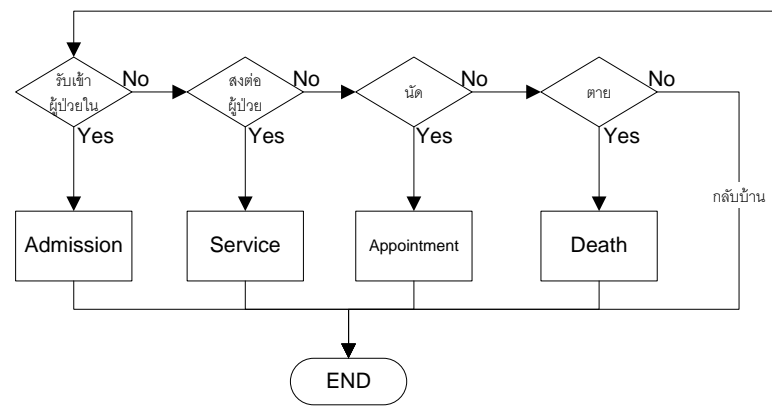 รับเข้า
ผู้ป่วยใน
No
สงต่อ
ผู้ป่วย
No
นัด
No
ตาย
No
Yes
Yes
Yes
Yes
กลับบ้าน
Admission
Service
Appointment
Death
END